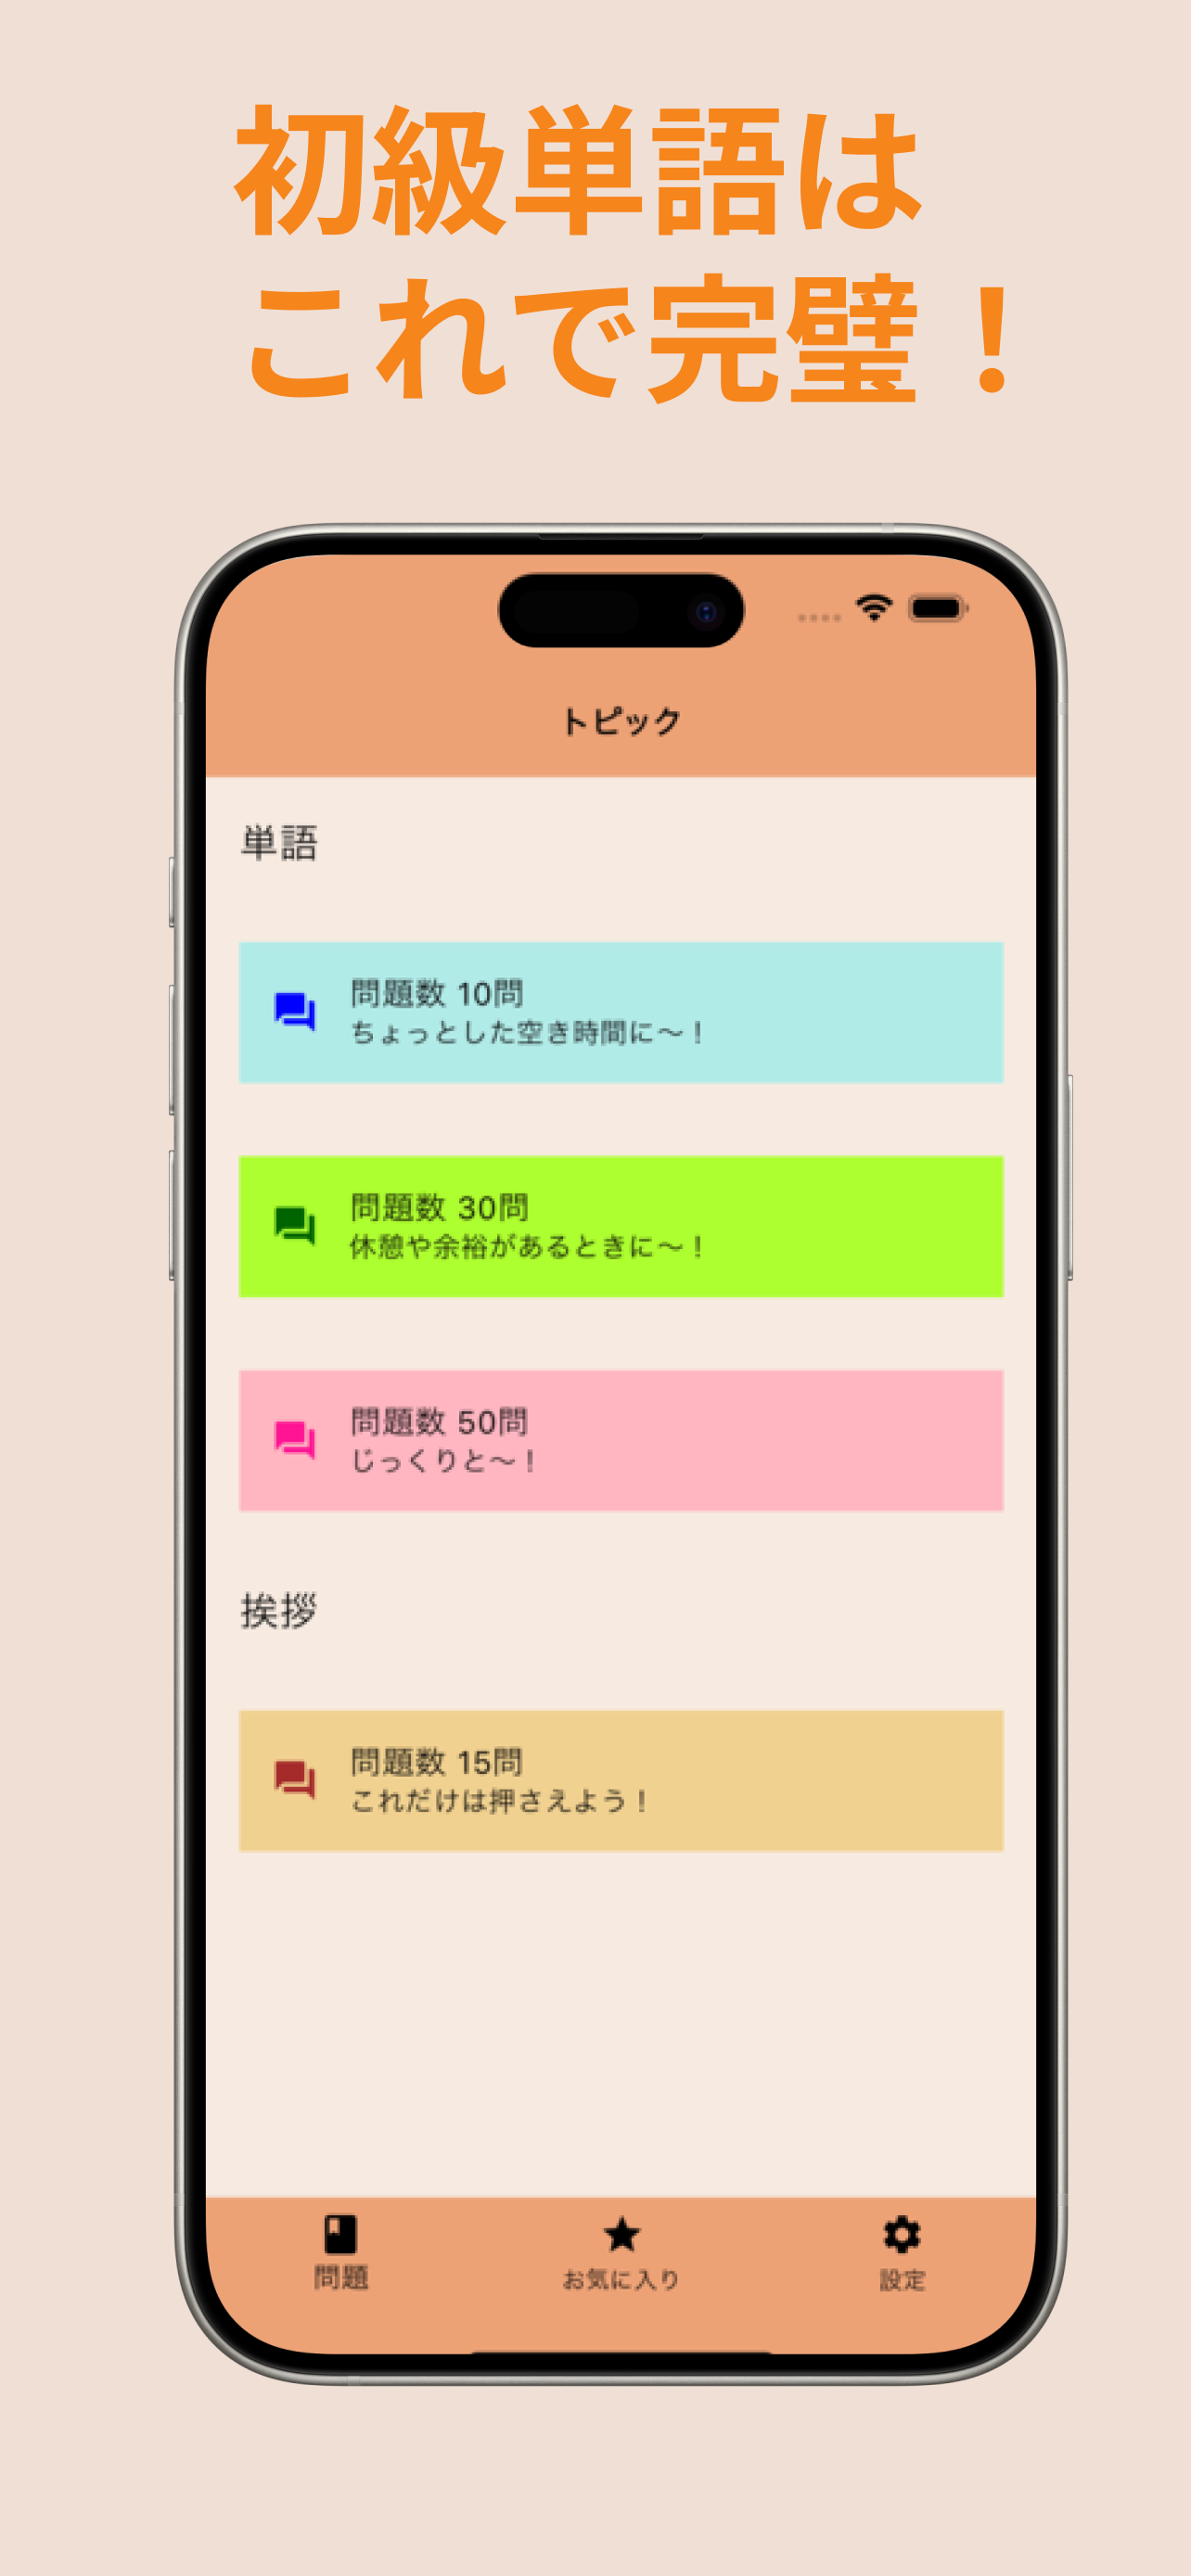 初級単語は
これで完璧！
トピック
単語
問題数 10問
ちょっとした空き時間に〜！
問題数 30問
休憩や余裕があるときに〜！
問題数 50問
じっくりと〜！
挨拶
問題数 15問
これだけは押さえよう！
問題
お気に入り
設定